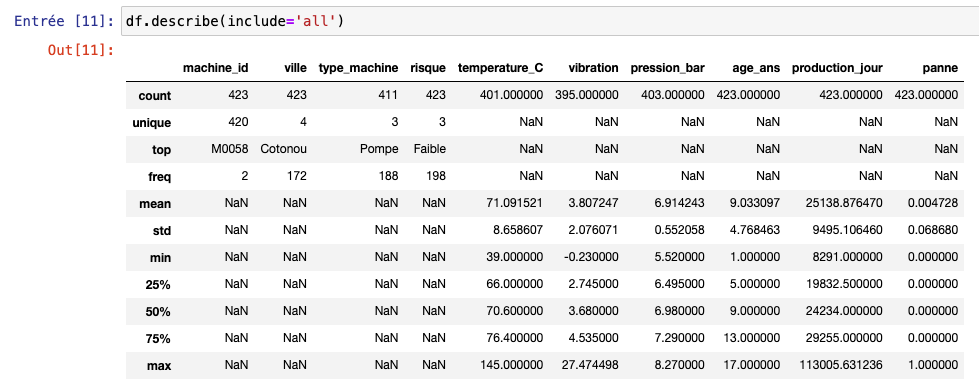 Entrée [11]: df.describe(include='all')
Out[11]:
machine_id ville type_machine risque temperature_C vibration pression_bar age_ans production_jour panne
count 423 423 411 423 401.000000 395.000000 403.000000 423.000000 423.000000 423.000000
unique 420 4 3 3 NaN NaN NaN NaN NaN NaN
top M0058 Cotonou Pompe Faible NaN NaN NaN NaN NaN NaN
freq 2 172 188 198 NaN NaN NaN NaN NaN NaN
mean NaN NaN NaN NaN 71.091521 3.807247 6.914243 9.033097 25138.876470 0.004728
std NaN NaN NaN NaN 8.658607 2.076071 0.552058 4.768463 9495.106460 0.068680
min NaN NaN NaN NaN 39.000000 -0.230000 5.520000 1.000000 8291.000000 0.000000
25% NaN NaN NaN NaN 66.000000 2.745000 6.495000 5.000000 19832.500000 0.000000
50% NaN NaN NaN NaN 70.600000 3.680000 6.980000 9.000000 24234.000000 0.000000
75% NaN NaN NaN NaN 76.400000 4.535000 7.290000 13.000000 29255.000000 0.000000
max NaN NaN NaN NaN 145.000000 27.474498 8.270000 17.000000 113005.631236 1.000000